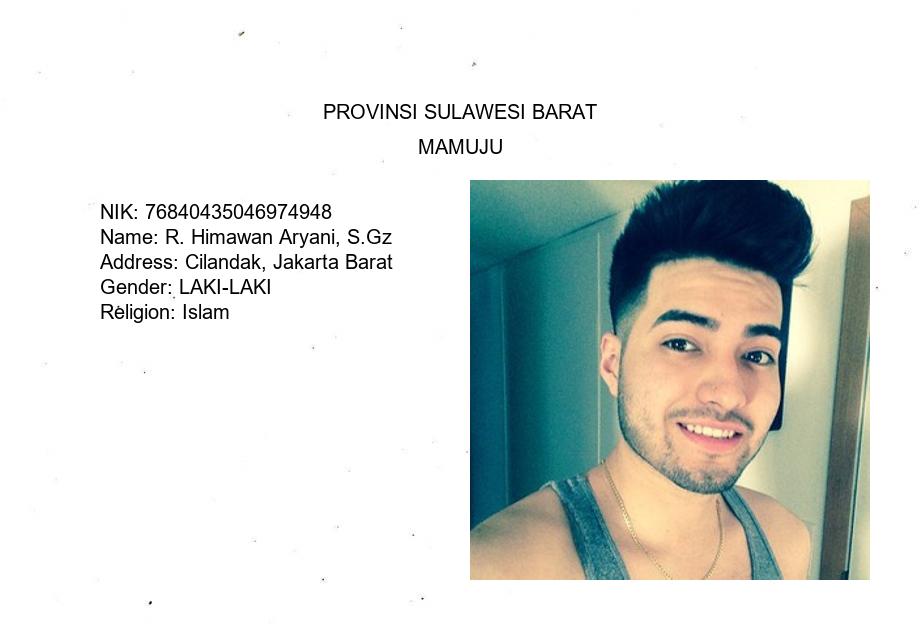 PROVINSI SULAWESI BARAT
MAMUJU
NIK: 76840435046974948
Name: R. Himawan Aryani, S.Gz
Address: Cilandak, Jakarta Barat
Gender: LAKI-LAKI
Religion: Islam